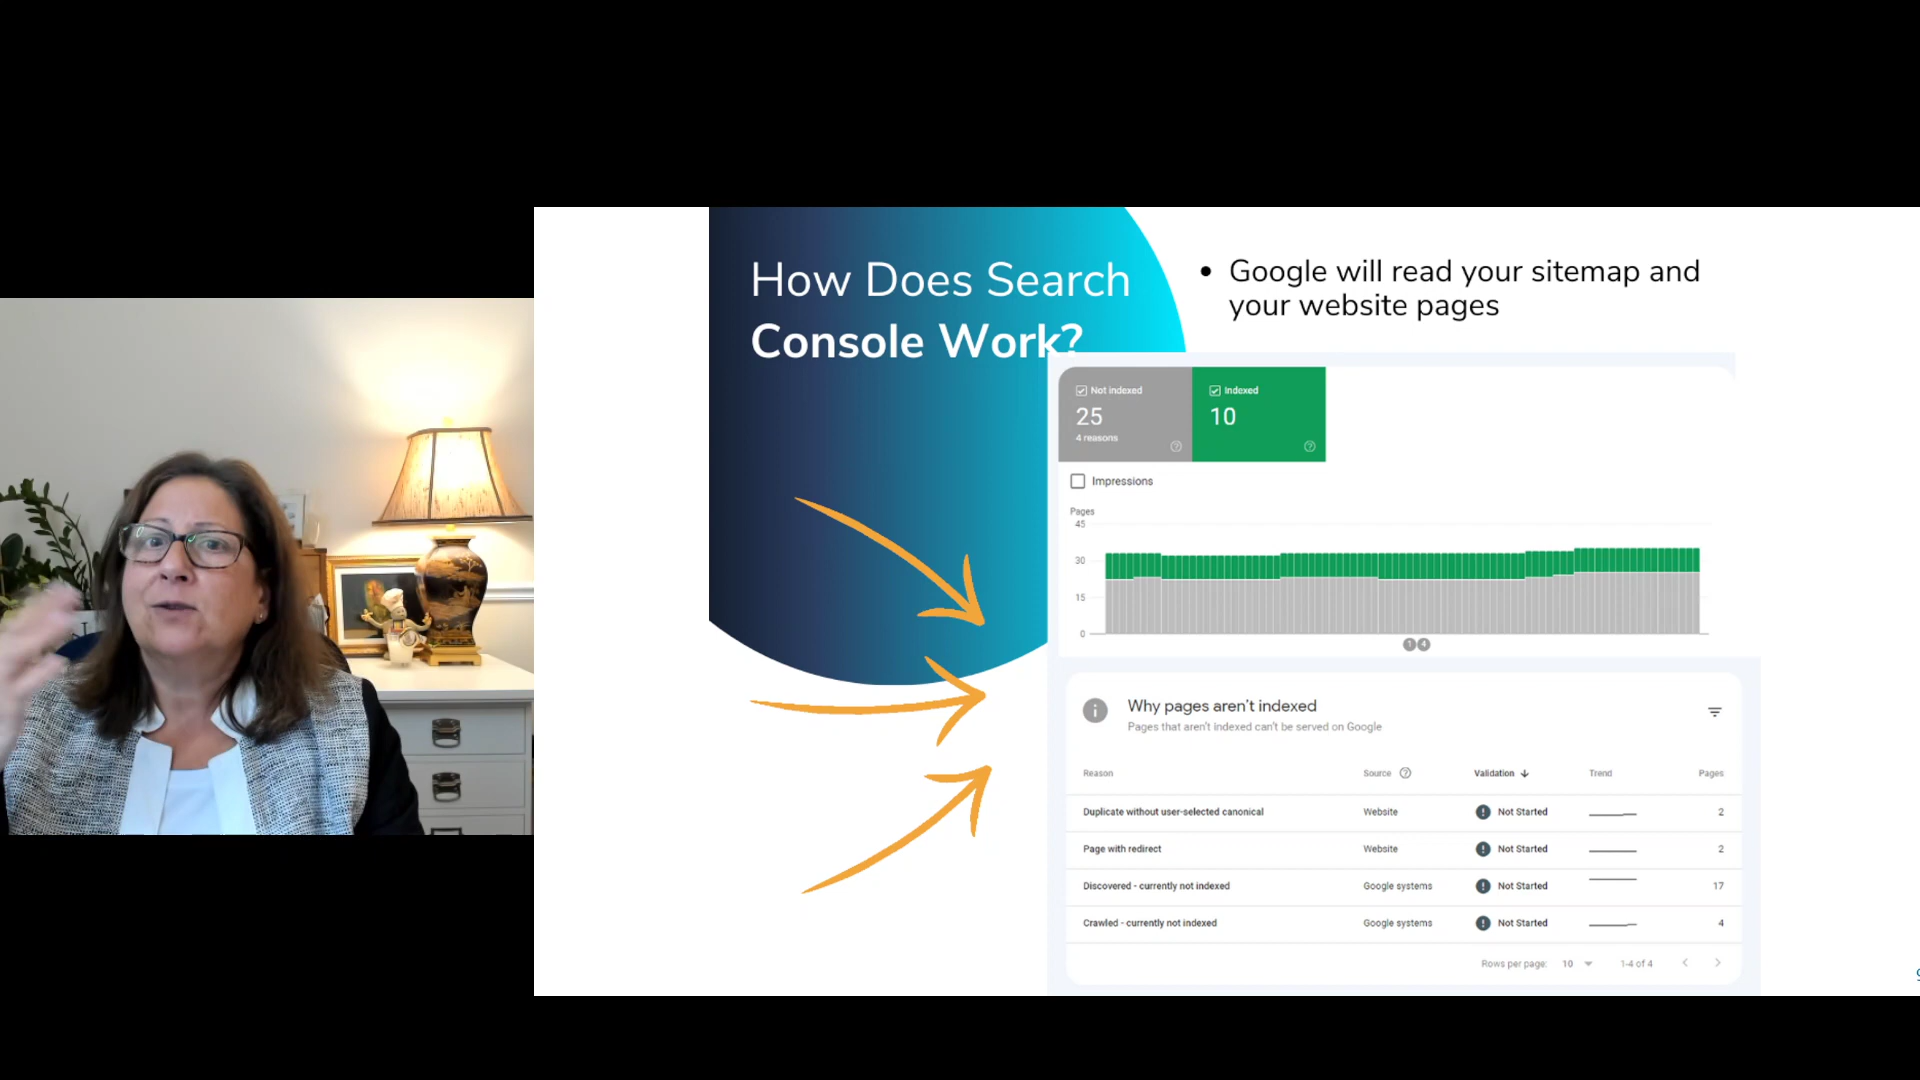 How Does Search
Console Work?
• Google will read your sitemap and
your website pages
Not indexed
25
4 reasons
Indexed
10
Impressions
Pages
45
30
15
0
1 4
Why pages aren't indexed
Pages that aren't indexed can't be served on Google
Reason Source Validation Trend Pages
Duplicate without user-selected canonical Website Not Started 2
Page with redirect Website Not Started 2
Discovered - currently not indexed Google systems Not Started 17
Crawled - currently not indexed Google systems Not Started 4
Rows per page: 10 1-4 of 4